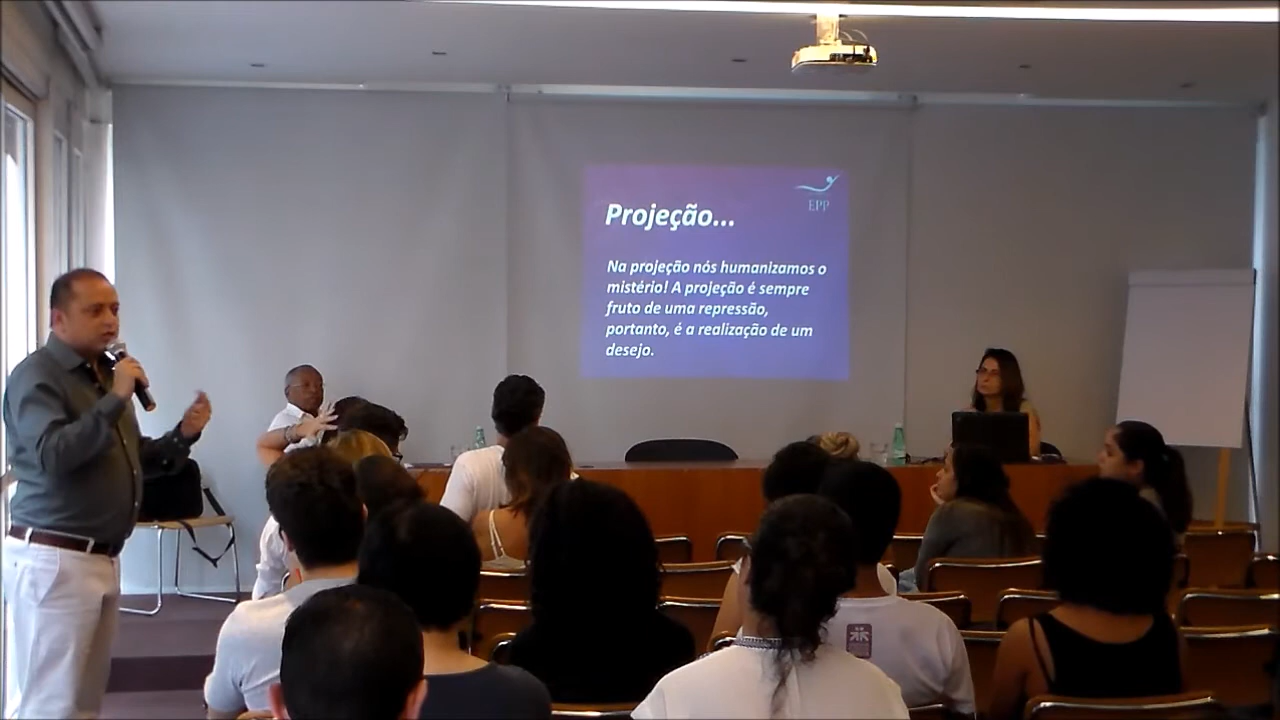 EPP
Projeção...
Na projeção nós humanizamos o
mistério! A projeção é sempre
fruto de uma repressão,
portanto, é a realização de um
desejo.